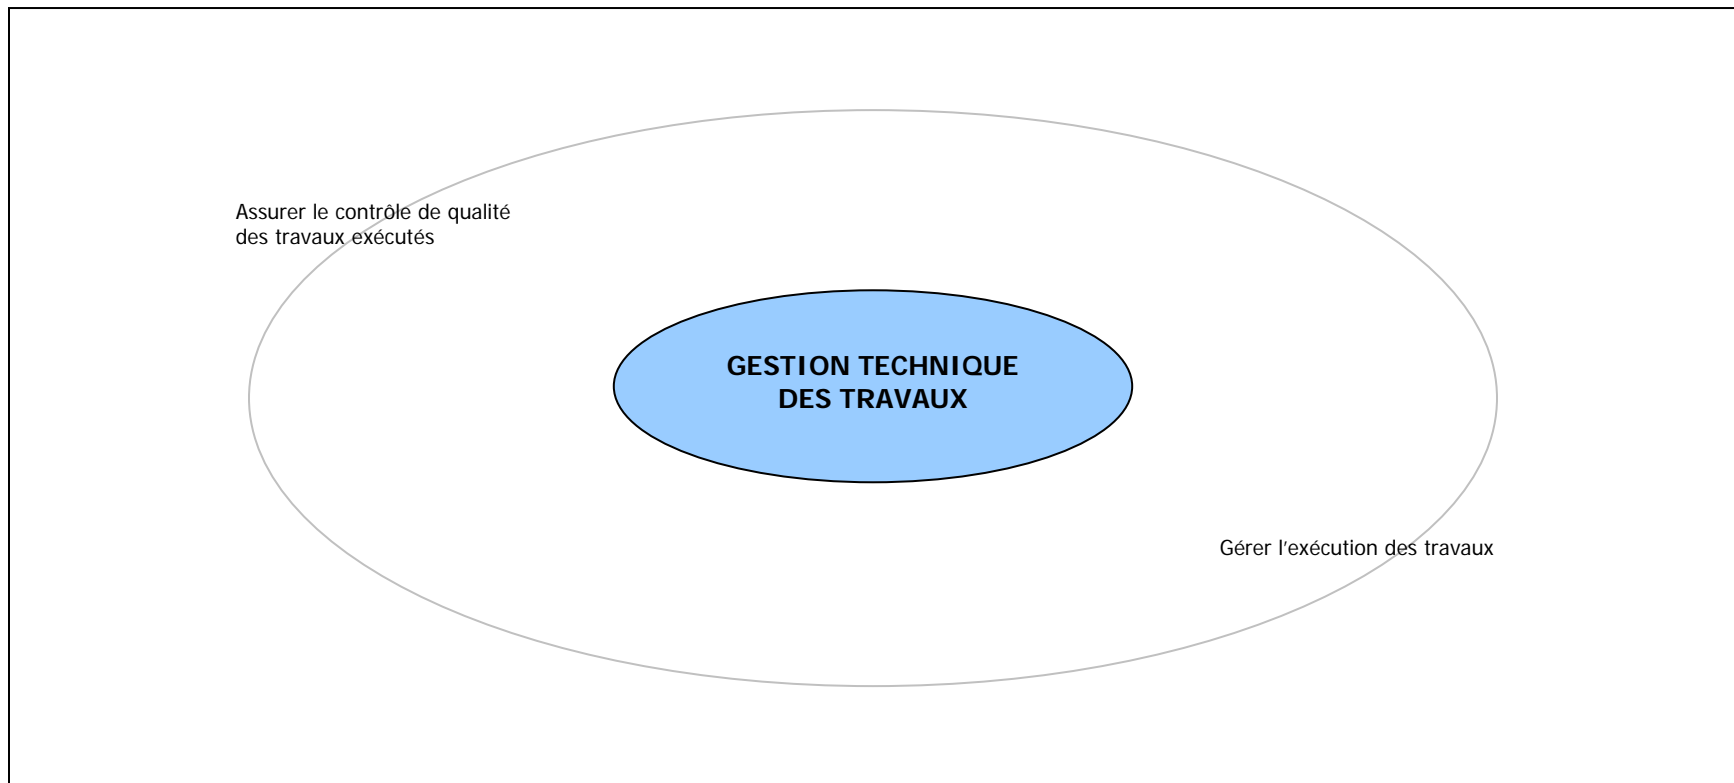 Assurer le contrôle de qualité
des travaux exécutés
GESTION TECHNIQUE
DES TRAVAUX
Gérer l'exécution des travaux